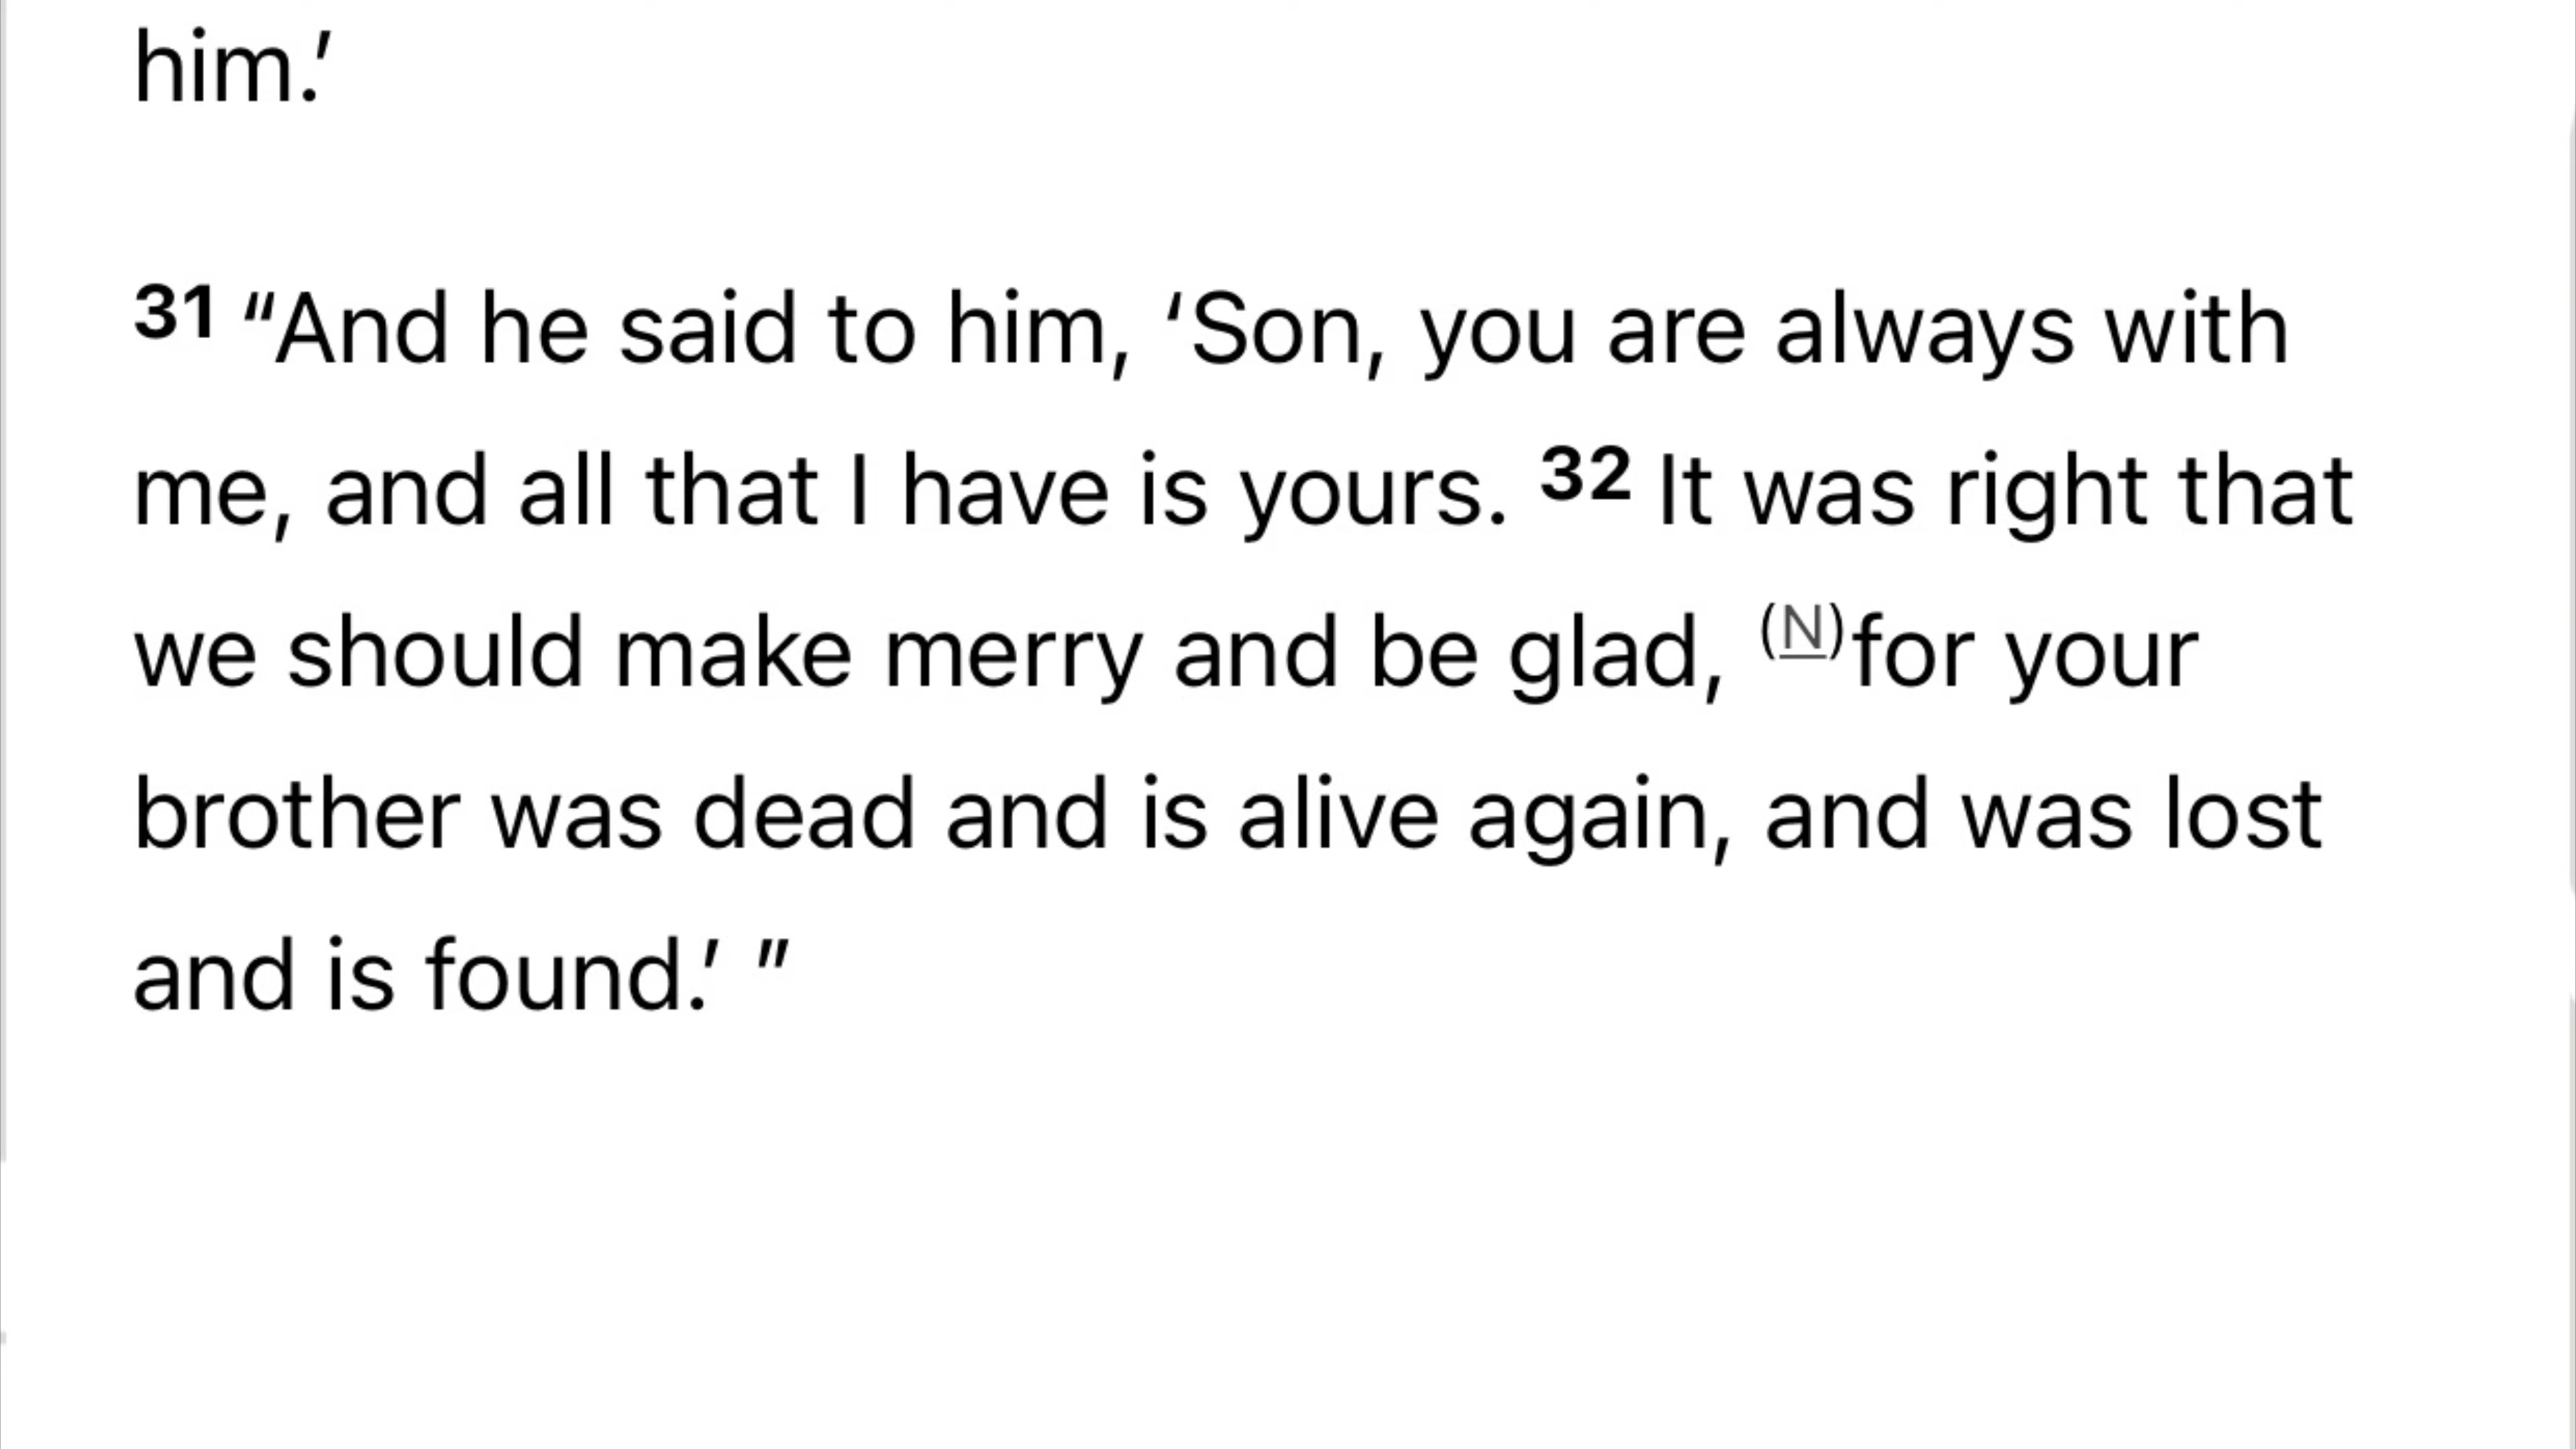 him.’
31 “And he said to him, ‘Son, you are always with
me, and all that I have is yours. 32 It was right that
we should make merry and be glad, (N)for your
brother was dead and is alive again, and was lost
and is found.’ ”